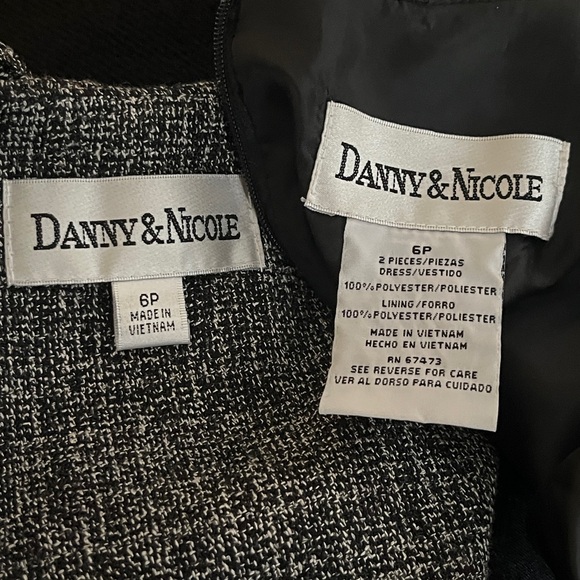 DANNY & NICOLE
6P
MADE IN
VIETNAM
DANNY & NICOLE
6P
2 PIECES/PIEZAS
DRESS/VESTIDO
100% POLYESTER/POLIESTER
LINING/FORRO
100% POLYESTER/POLIESTER
MADE IN VIETNAM
HECHO EN VIETNAM
RN 67473
SEE REVERSE FOR CARE
VER AL DORSO PARA CUIDADO